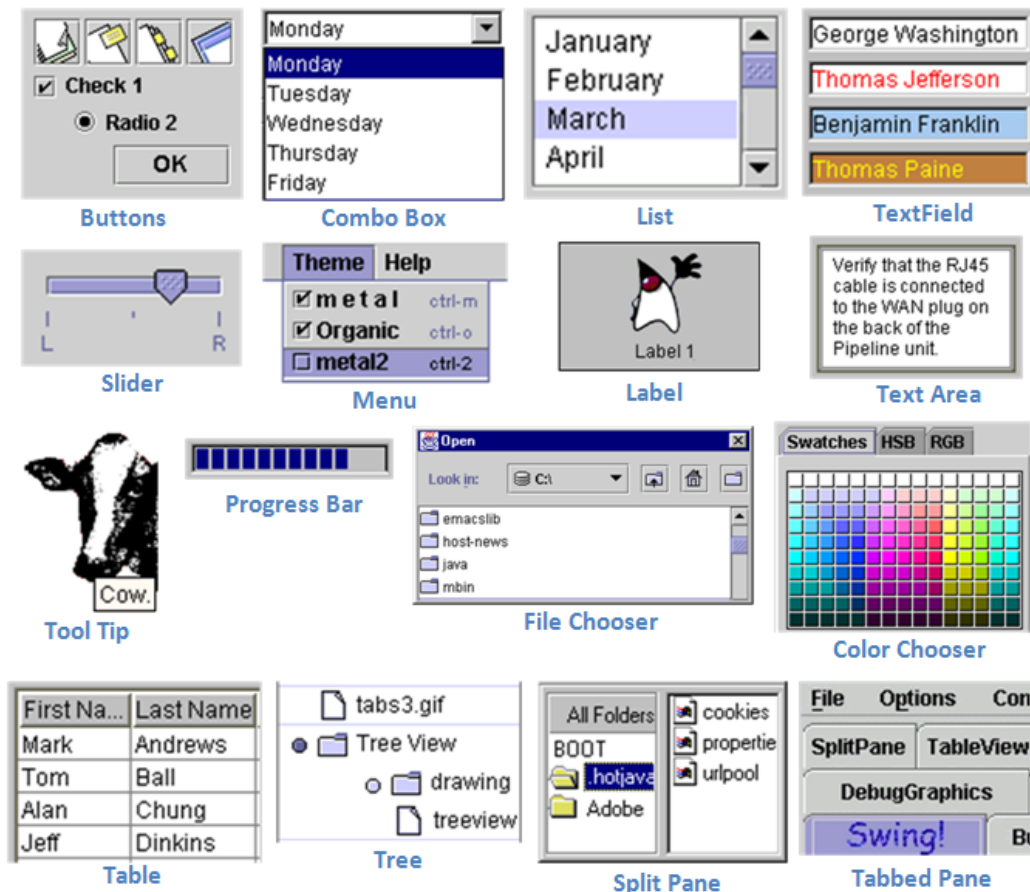 Check 1
Radio 2
OK
Buttons
Monday
Monday
Tuesday
Wednesday
Thursday
Friday
Combo Box
January
February
March
April
List
George Washington
Thomas Jefferson
Benjamin Franklin
Thomas Paine
TextField
L R
Slider
Theme Help
metal ctrl-m
Organic ctrl-o
metal2 ctrl-2
Menu
Label 1
Label
Verify that the RJ45
cable is connected
to the WAN plug on
the back of the
Pipeline unit.
Text Area
Cow.
Tool Tip
Progress Bar
Open
Look in: C:\
emacslib
host-news
java
mbin
File Chooser
Swatches HSB RGB
Color Chooser
First Na... Last Name
Mark Andrews
Tom Ball
Alan Chung
Jeff Dinkins
Table
tabs3.gif
Tree View
drawing
treeview
Tree
All Folders
BOOT
.hotjava
Adobe
cookies
propertie
urlpool
Split Pane
File Options Con
SplitPane TableView
DebugGraphics
Swing! Bu
Tabbed Pane